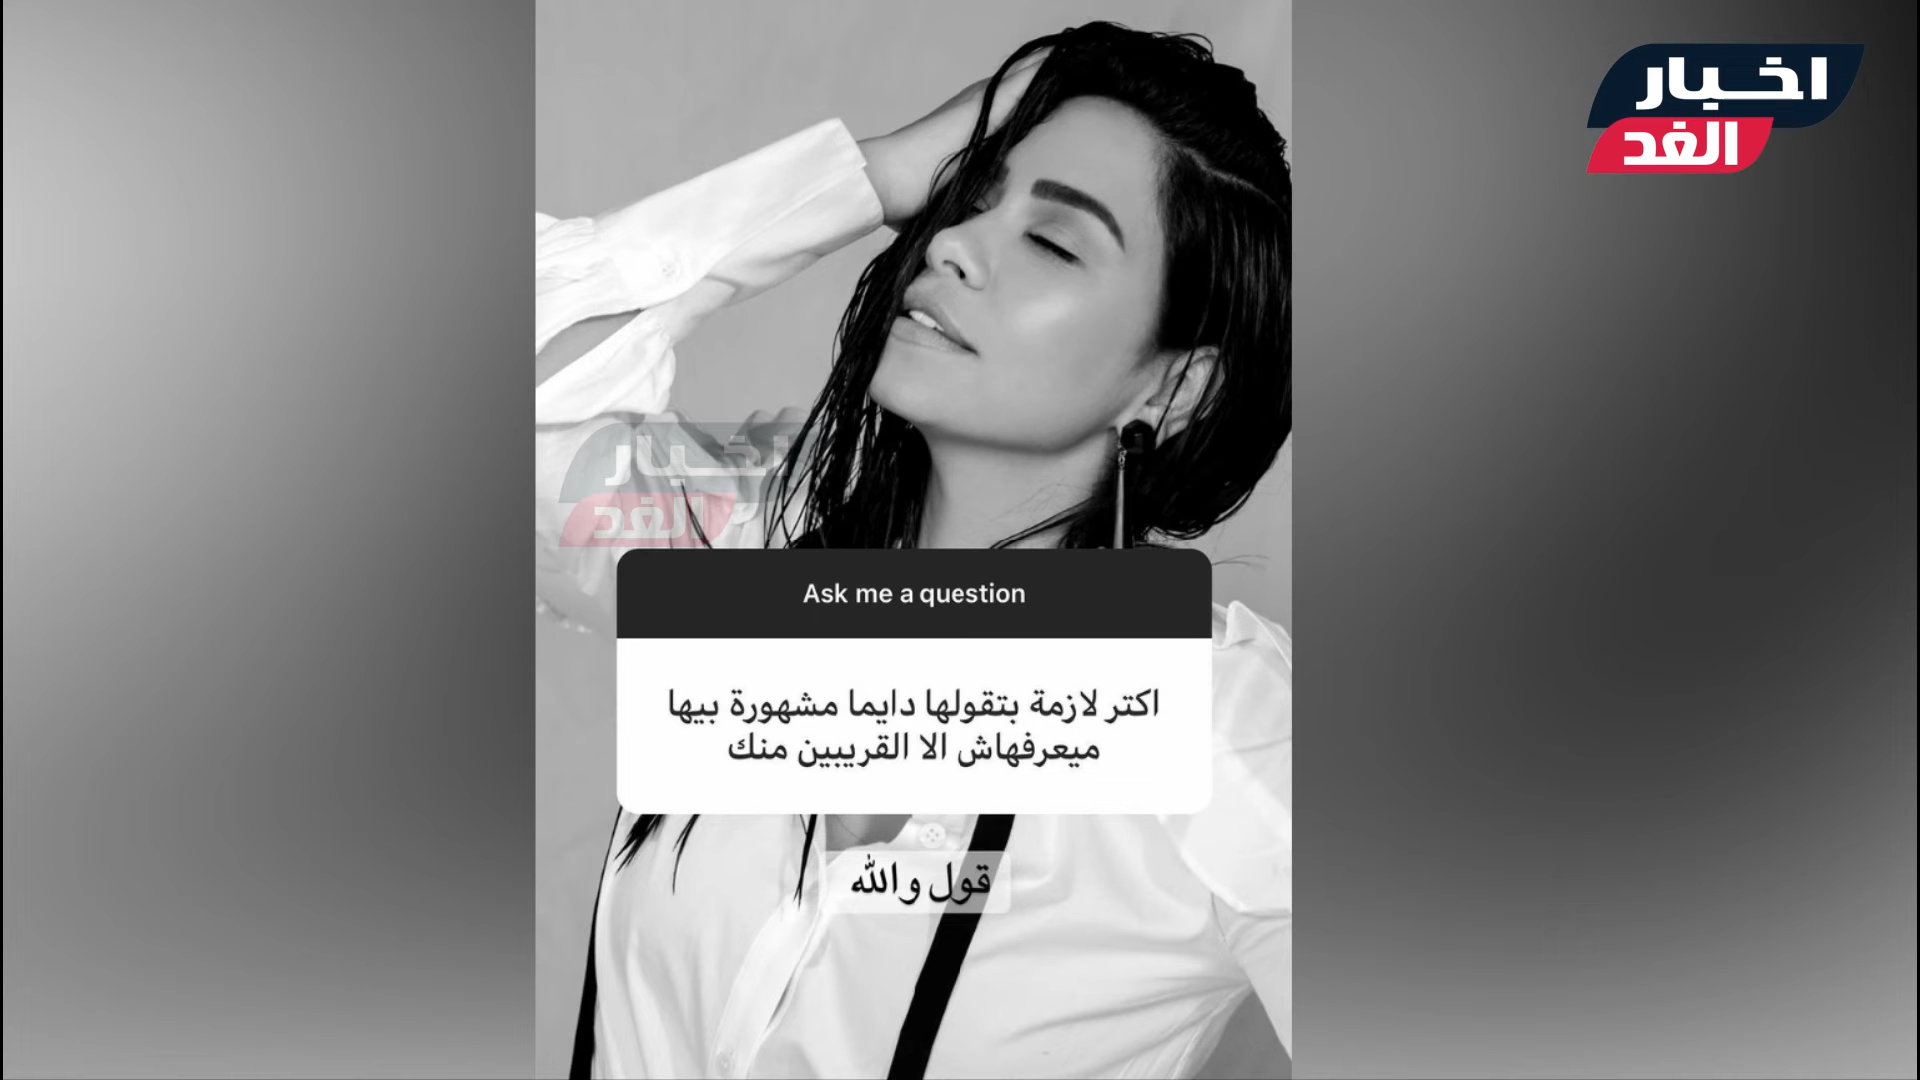 اخبار
الغد
اخبار
الغد
Ask me a question
اكتر لازمة بتقولها دايما مشهورة بيها
ميعرفهاش الا القريبين منك
قول والله